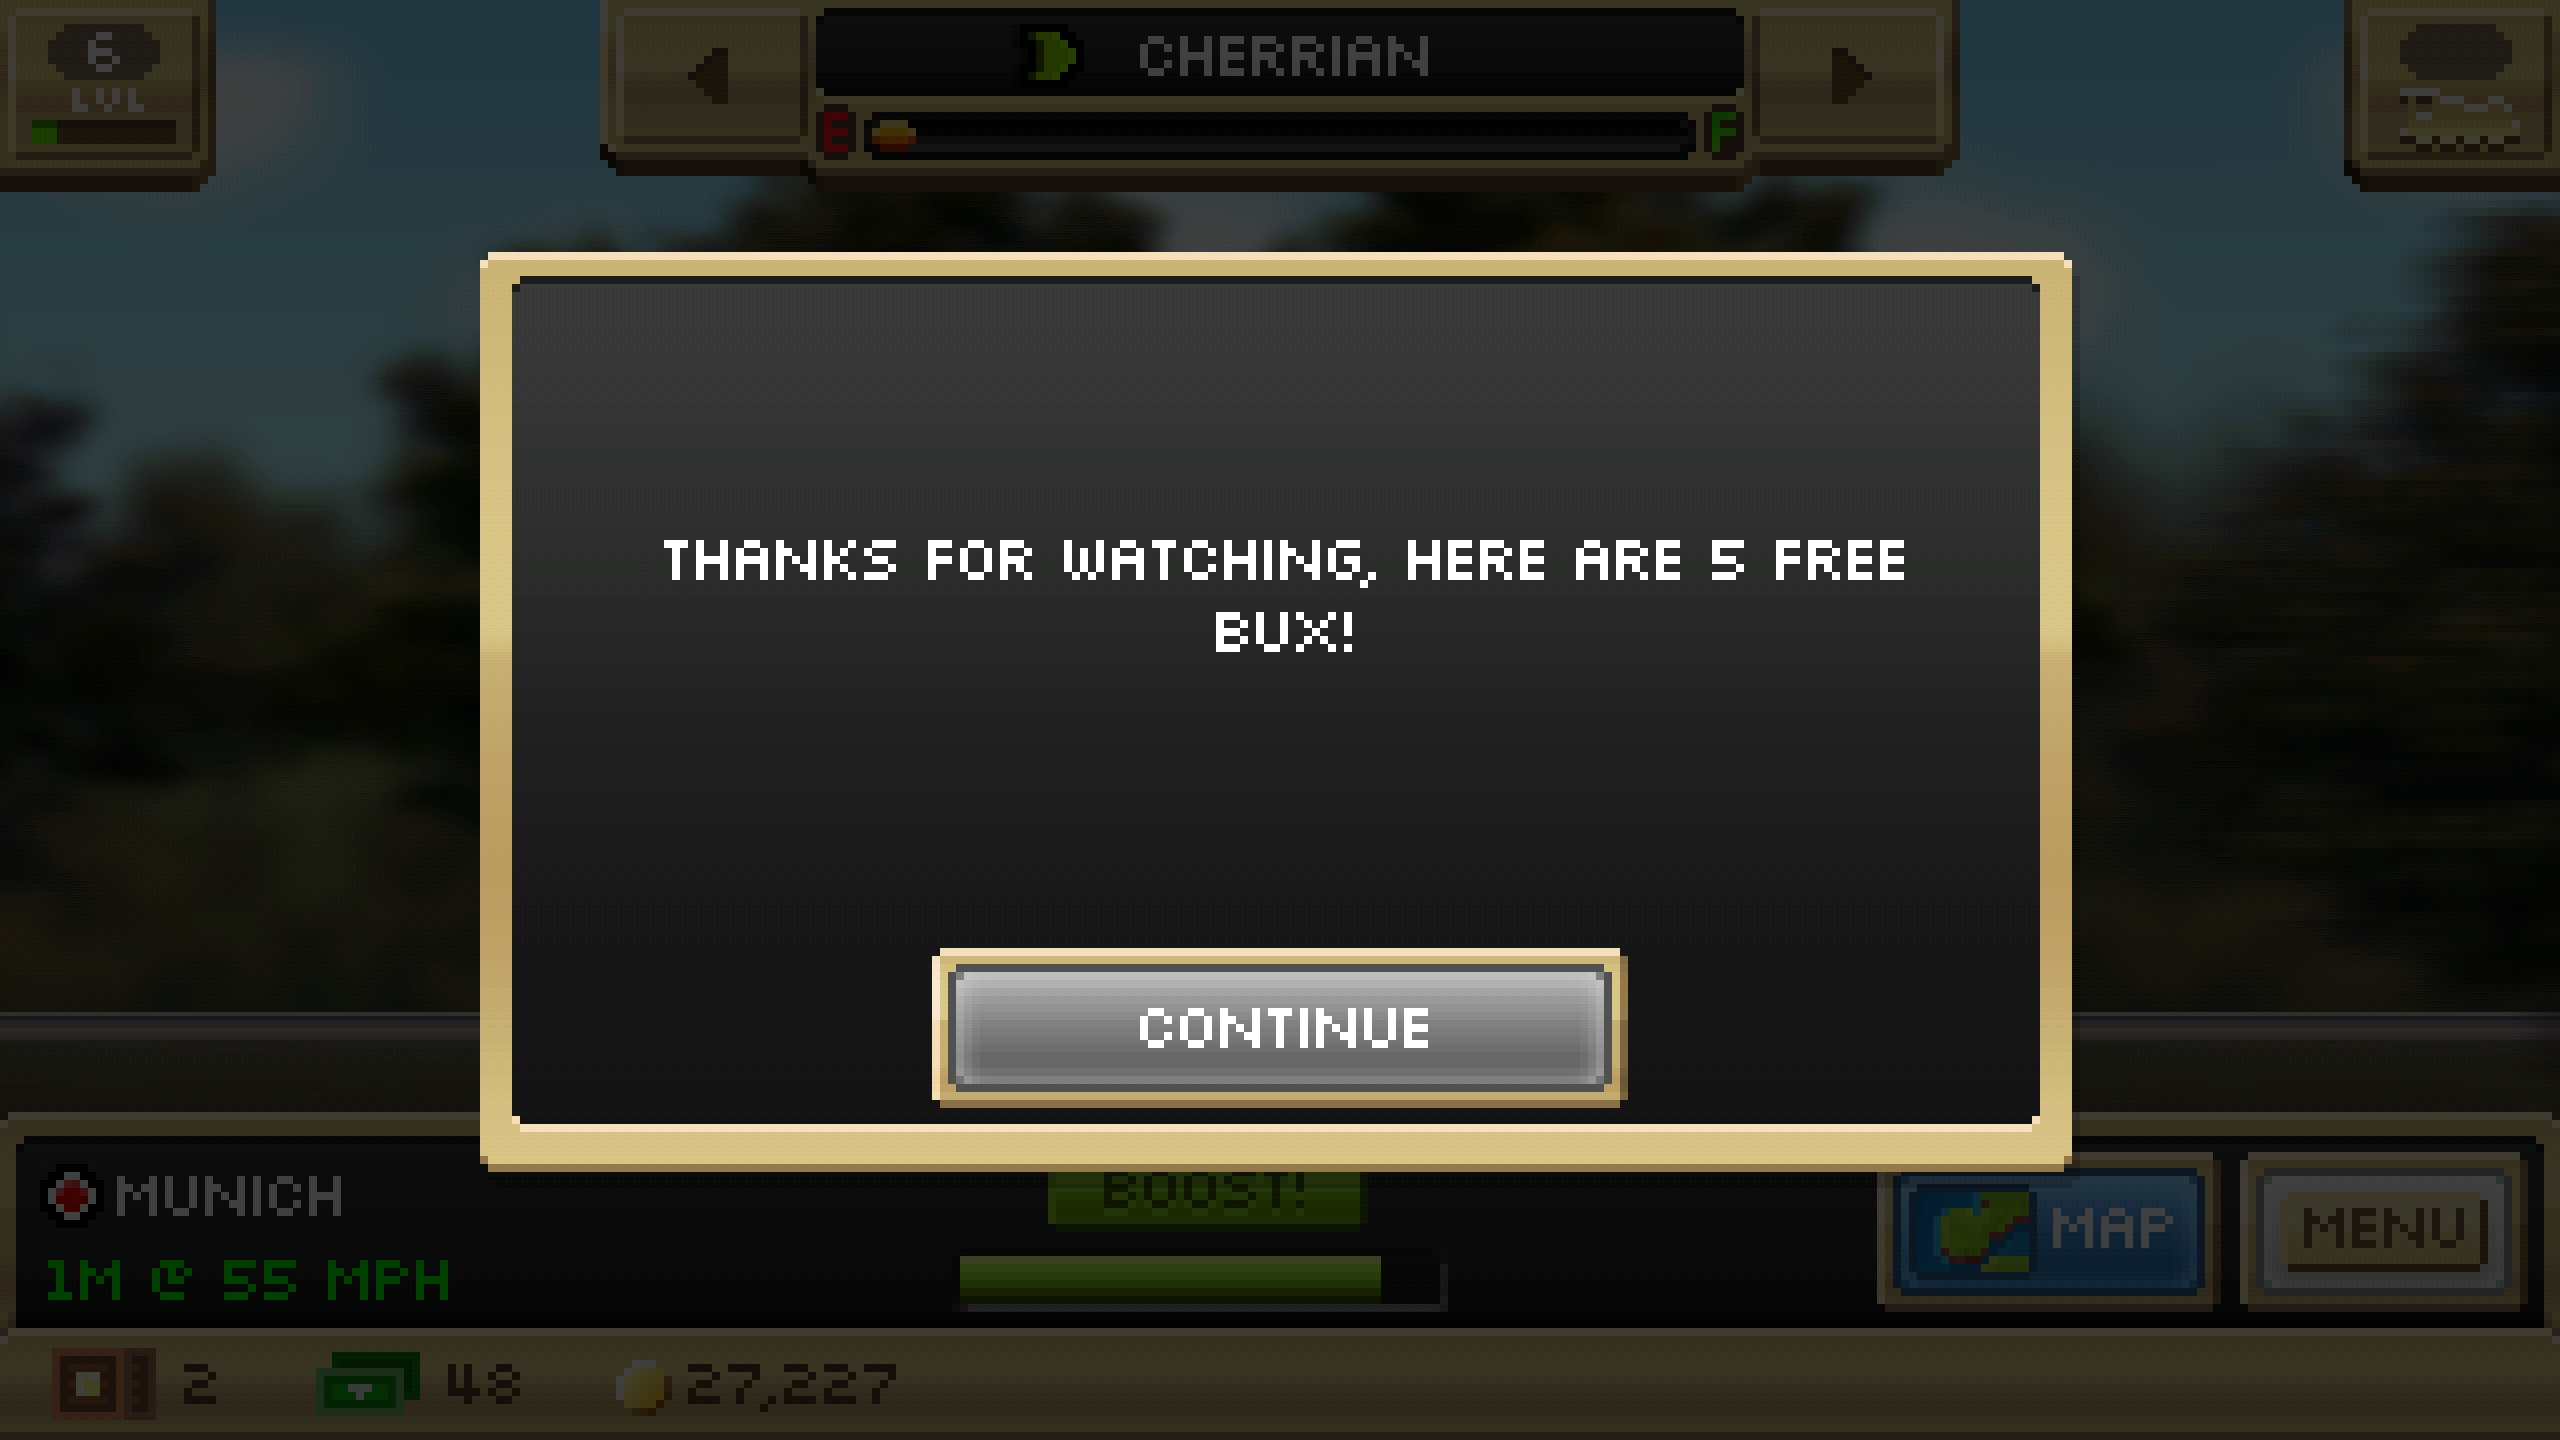 6
LVL
CHERRIAN
E F
THANKS FOR WATCHING, HERE ARE 5 FREE
BUX!
CONTINUE
BOOST!
MUNICH
1M @ 55 MPH
MAP
MENU
2 48 27,227